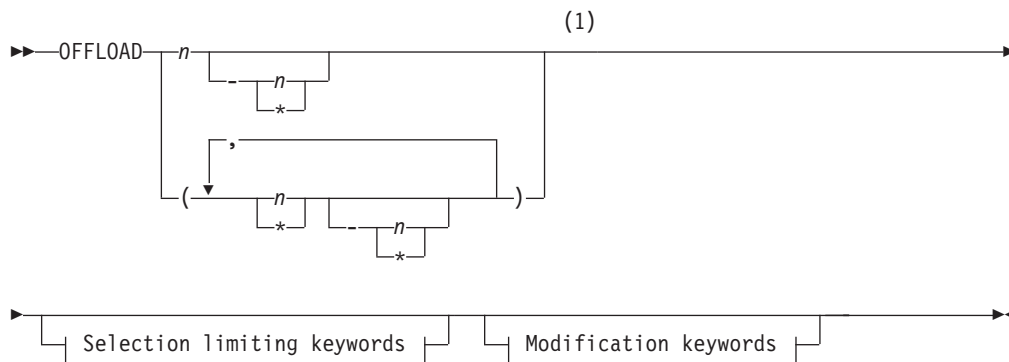 (1)
OFFLOAD n
- n
*
,
( n )
* - n
*
Selection limiting keywords Modification keywords